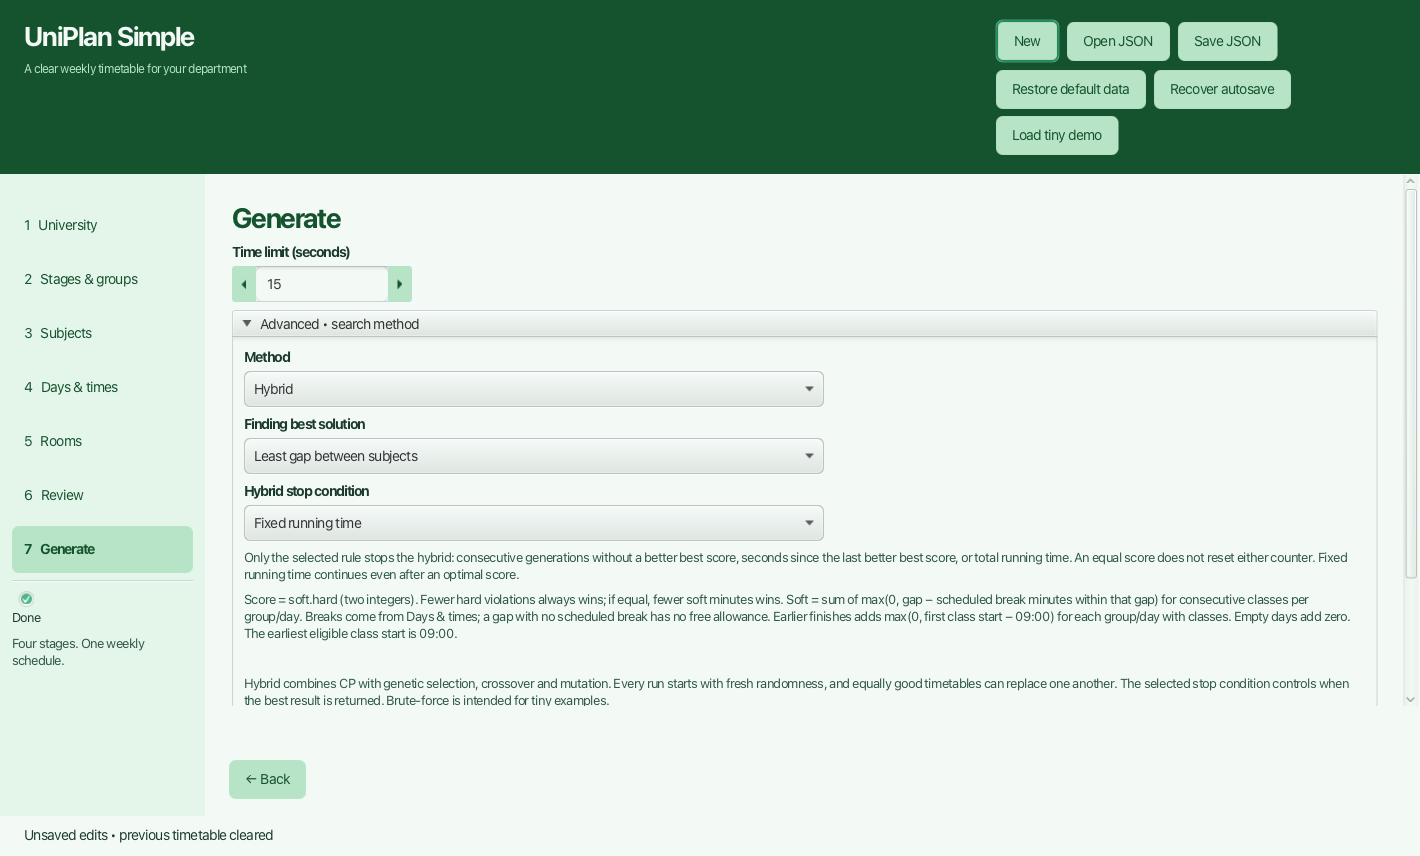 UniPlan Simple
A clear weekly timetable for your department
New
Open JSON
Save JSON
Restore default data
Recover autosave
Load tiny demo
1 University
2 Stages & groups
3 Subjects
4 Days & times
5 Rooms
6 Review
7 Generate
Done
Four stages. One weekly
schedule.
Generate
Time limit (seconds)
15
Advanced • search method
Method
Hybrid
Finding best solution
Least gap between subjects
Hybrid stop condition
Fixed running time
Only the selected rule stops the hybrid: consecutive generations without a better best score, seconds since the last better best score, or total running time. An equal score does not reset either counter. Fixed
running time continues even after an optimal score.
Score = soft.hard (two integers). Fewer hard violations always wins; if equal, fewer soft minutes wins. Soft = sum of max(0, gap − scheduled break minutes within that gap) for consecutive classes per
group/day. Breaks come from Days & times; a gap with no scheduled break has no free allowance. Earlier finishes adds max(0, first class start − 09:00) for each group/day with classes. Empty days add zero.
The earliest eligible class start is 09:00.
Hybrid combines CP with genetic selection, crossover and mutation. Every run starts with fresh randomness, and equally good timetables can replace one another. The selected stop condition controls when
the best result is returned. Brute-force is intended for tiny examples.
← Back
Unsaved edits • previous timetable cleared